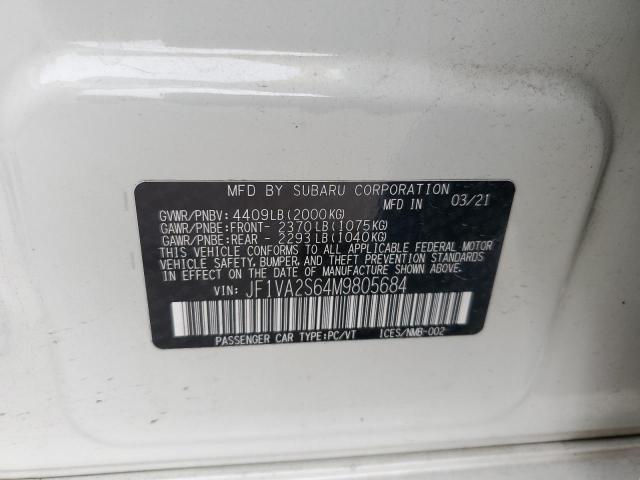 MFD BY SUBARU CORPORATION
MFD IN 03/21
GVWR/PNBV: 4409LB(2000KG)
GAWR/PNBE:FRONT- 2370LB(1075KG)
GAWR/PNBE:REAR - 2293LB(1040KG)
THIS VEHICLE CONFORMS TO ALL APPLICABLE FEDERAL MOTOR
VEHICLE SAFETY, BUMPER, AND THEFT PREVENTION STANDARDS
IN EFFECT ON THE DATE OF MANUFACTURE SHOWN ABOVE.
VIN: JF1VA2S64M9805684
PASSENGER CAR TYPE:PC/VT ICES/NMB-002